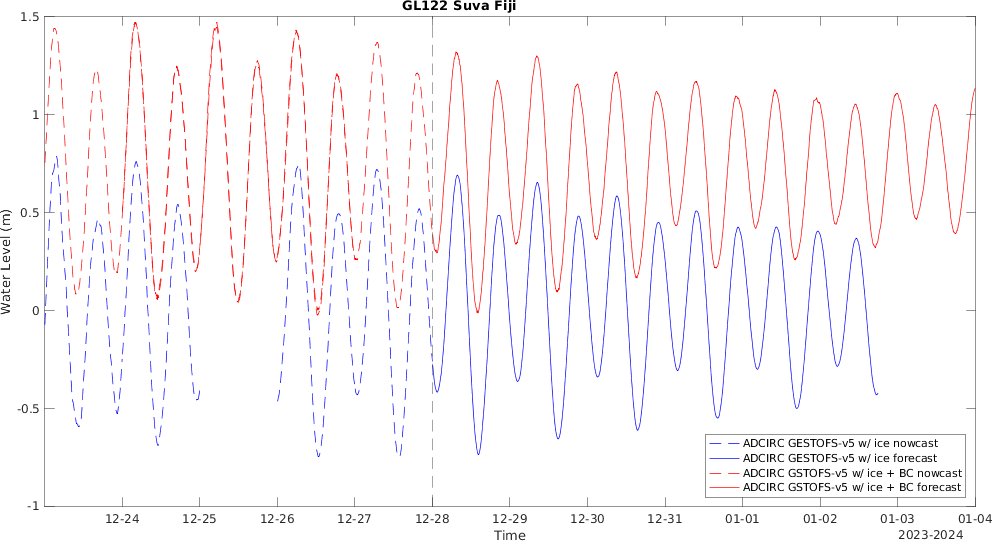 GL122 Suva Fiji
1.5
1
0.5
0
-0.5
-1
Water Level (m)
12-24 12-25 12-26 12-27 12-28 12-29 12-30 12-31 01-01 01-02 01-03 01-04
Time
2023-2024
ADCIRC GESTOFS-v5 w/ ice nowcast
ADCIRC GESTOFS-v5 w/ ice forecast
ADCIRC GSTOFS-v5 w/ ice + BC nowcast
ADCIRC GSTOFS-v5 w/ ice + BC forecast